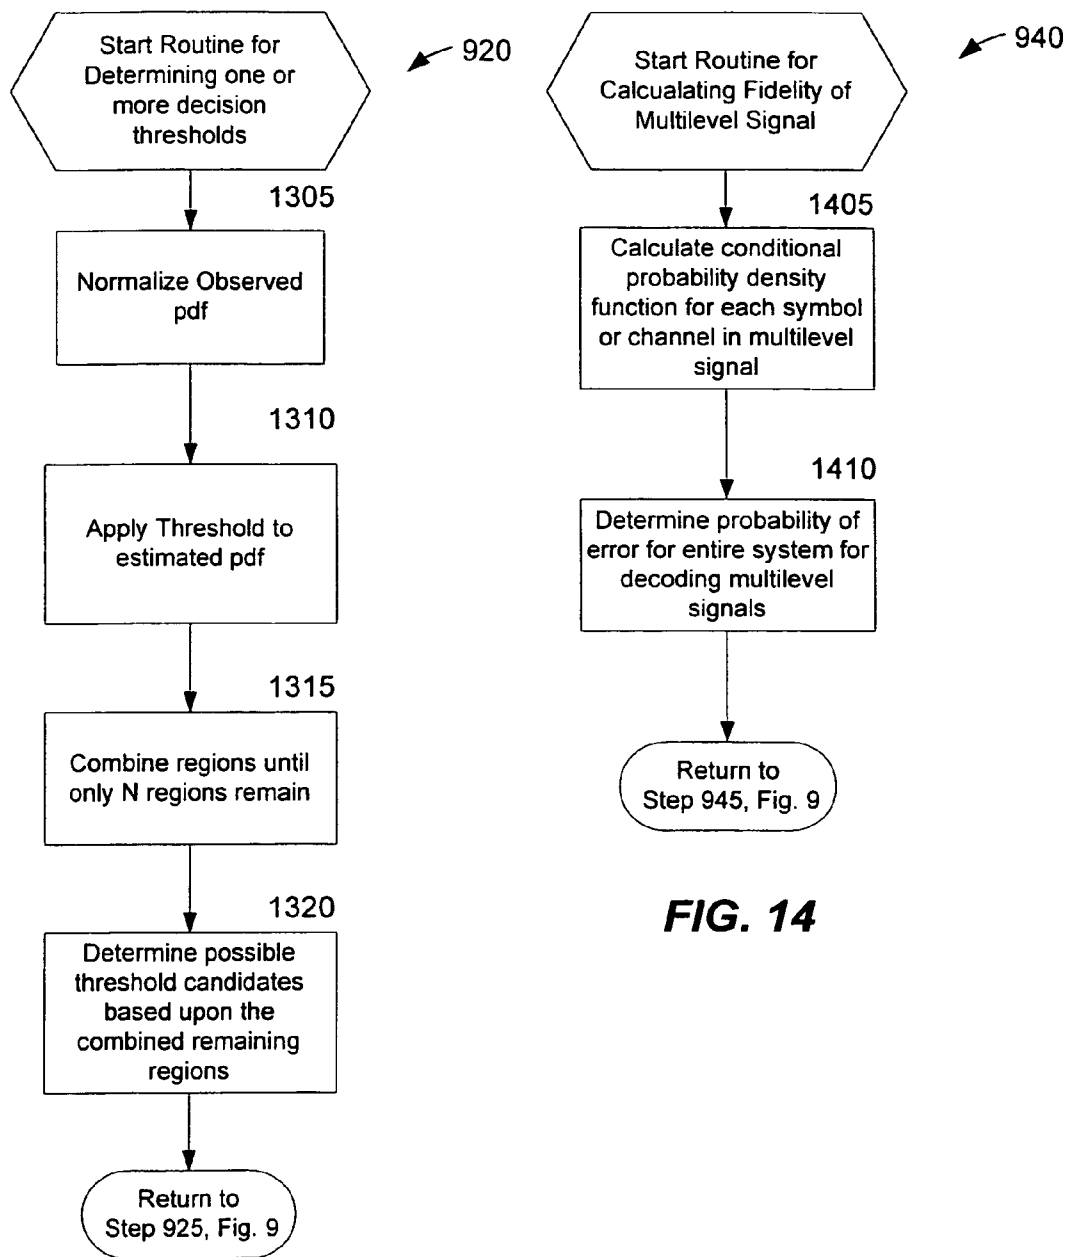 Start Routine for
Determining one or
more decision
thresholds
920
1305
Normalize Observed
pdf
1310
Apply Threshold to
estimated pdf
1315
Combine regions until
only N regions remain
1320
Determine possible
threshold candidates
based upon the
combined remaining
regions
Return to
Step 925, Fig. 9
Start Routine for
Calcualating Fidelity of
Multilevel Signal
940
1405
Calculate conditional
probability density
function for each symbol
or channel in multilevel
signal
1410
Determine probability of
error for entire system for
decoding multilevel
signals
Return to
Step 945, Fig. 9
FIG. 14